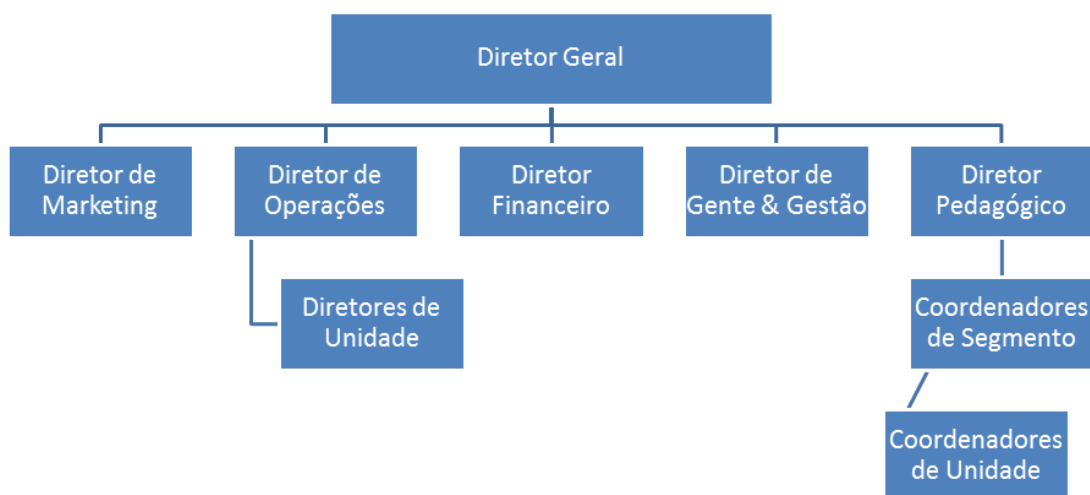 Diretor Geral
Diretor de
Marketing
Diretor de
Operações
Diretor
Financeiro
Diretor de
Gente & Gestão
Diretor
Pedagógico
Diretores de
Unidade
Coordenadores
de Segmento
Coordenadores
de Unidade